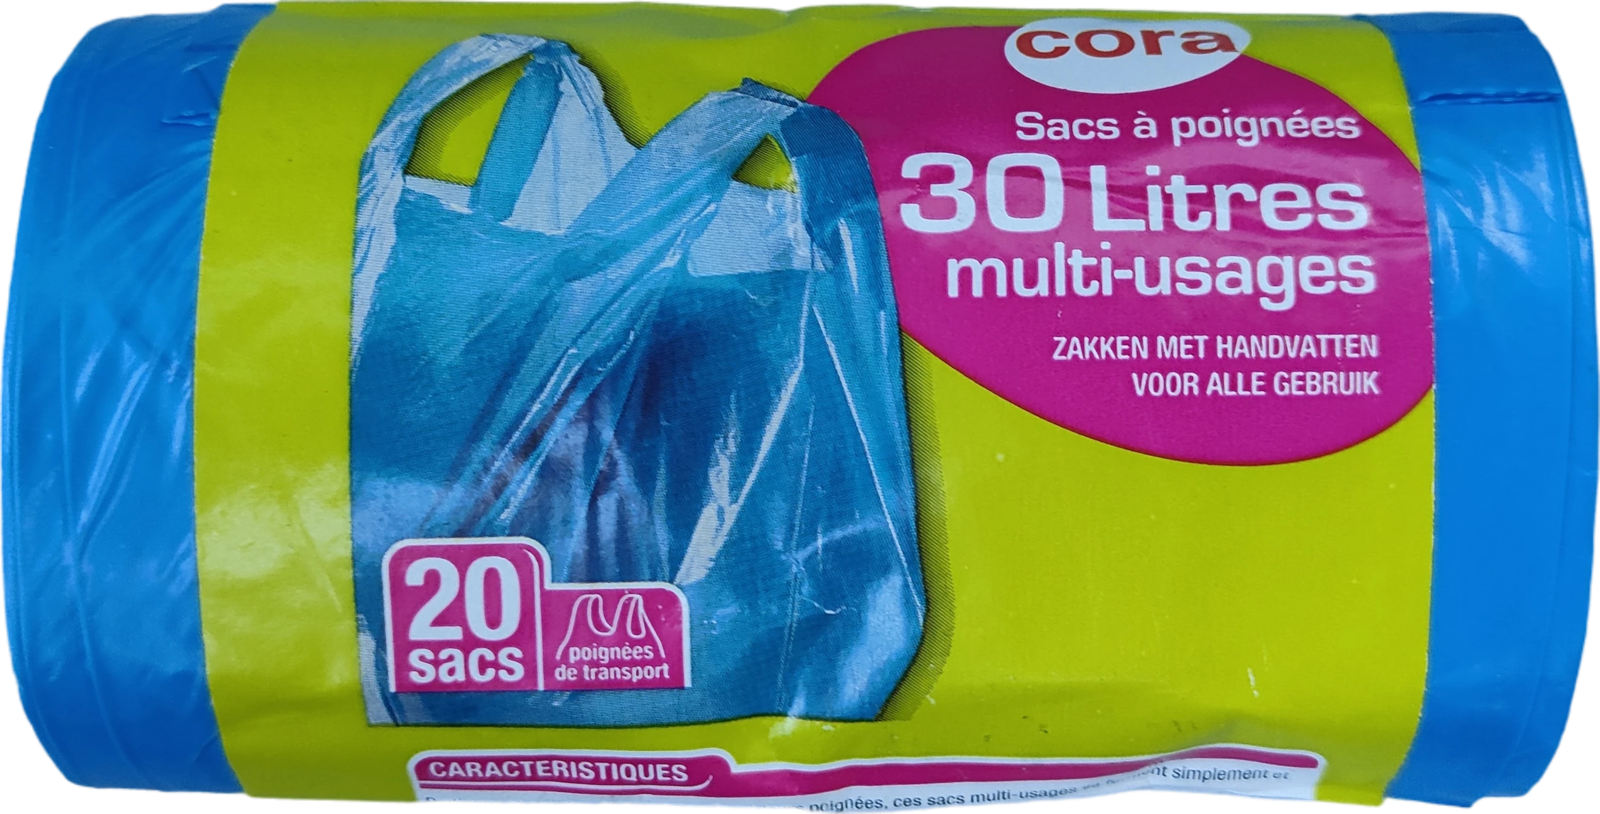 cora
Sacs à poignées
30 Litres
multi-usages
ZAKKEN MET HANDVATTEN
VOOR ALLE GEBRUIK
20
sacs
poignées
de transport
CARACTERISTIQUES
poignées, ces sacs multi-usages simplement et